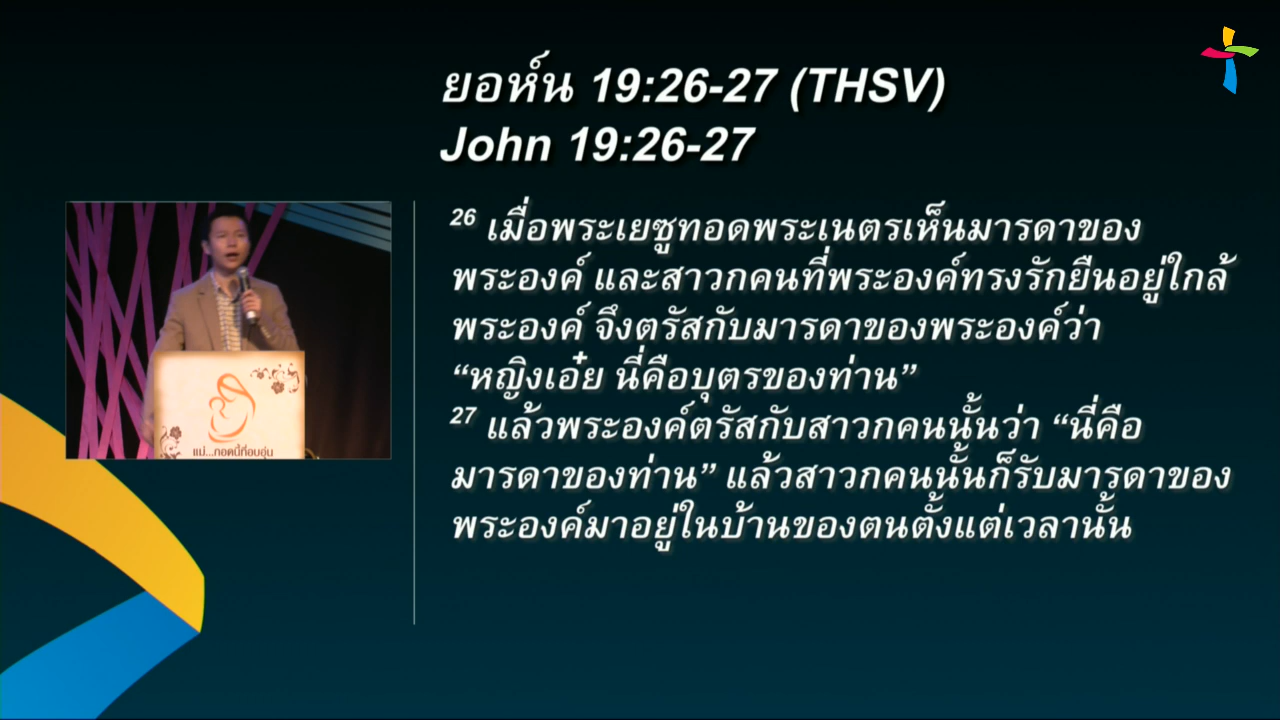 ยอห์น 19:26-27 (THSV)
John 19:26-27
26 เมื่อพระเยซูทอดพระเนตรเห็นมารดาของ
พระองค์ และสาวกคนที่พระองค์ทรงรักยืนอยู่ใกล้
พระองค์ จึงตรัสกับมารดาของพระองค์ว่า
“หญิงเอ๋ย นี่คือบุตรของท่าน”
27 แล้วพระองค์ตรัสกับสาวกคนนั้นว่า “นี่คือ
มารดาของท่าน” แล้วสาวกคนนั้นก็รับมารดาของ
พระองค์มาอยู่ในบ้านของตนตั้งแต่เวลานั้น
แม่...กอดนี้ที่อบอุ่น